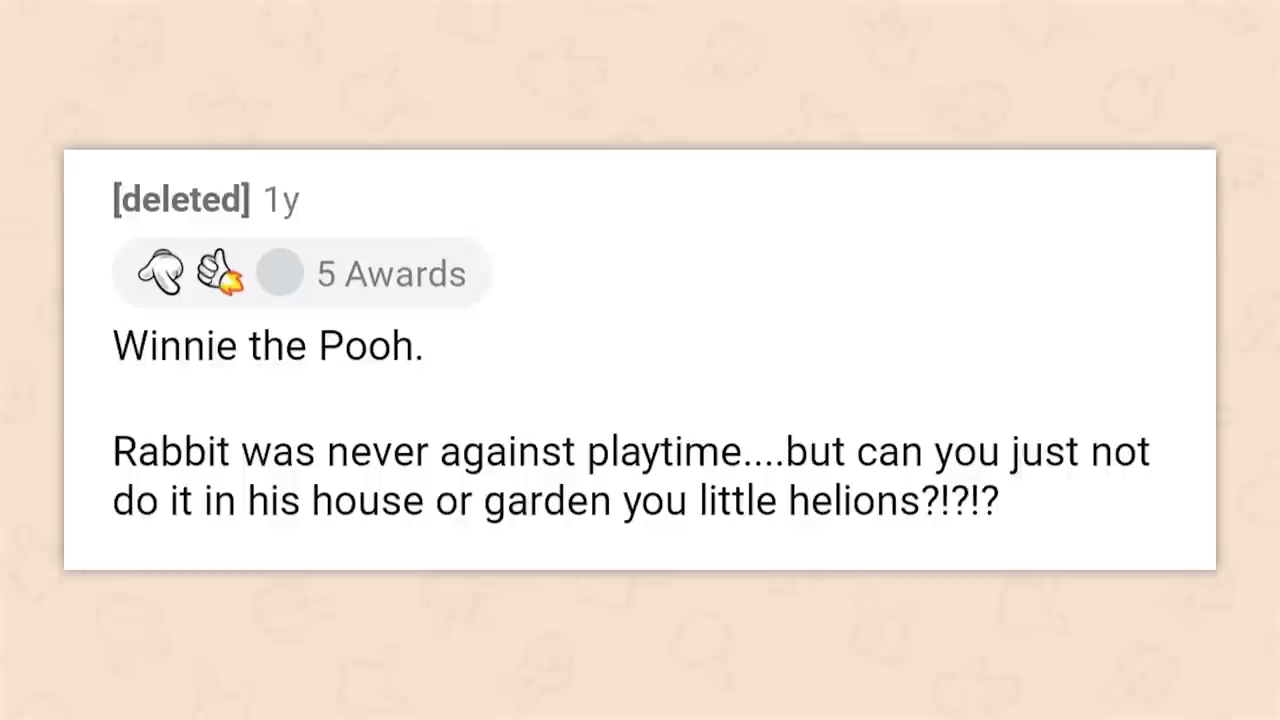 [deleted] 1y
5 Awards
Winnie the Pooh.
Rabbit was never against playtime....but can you just not
do it in his house or garden you little helions?!?!?